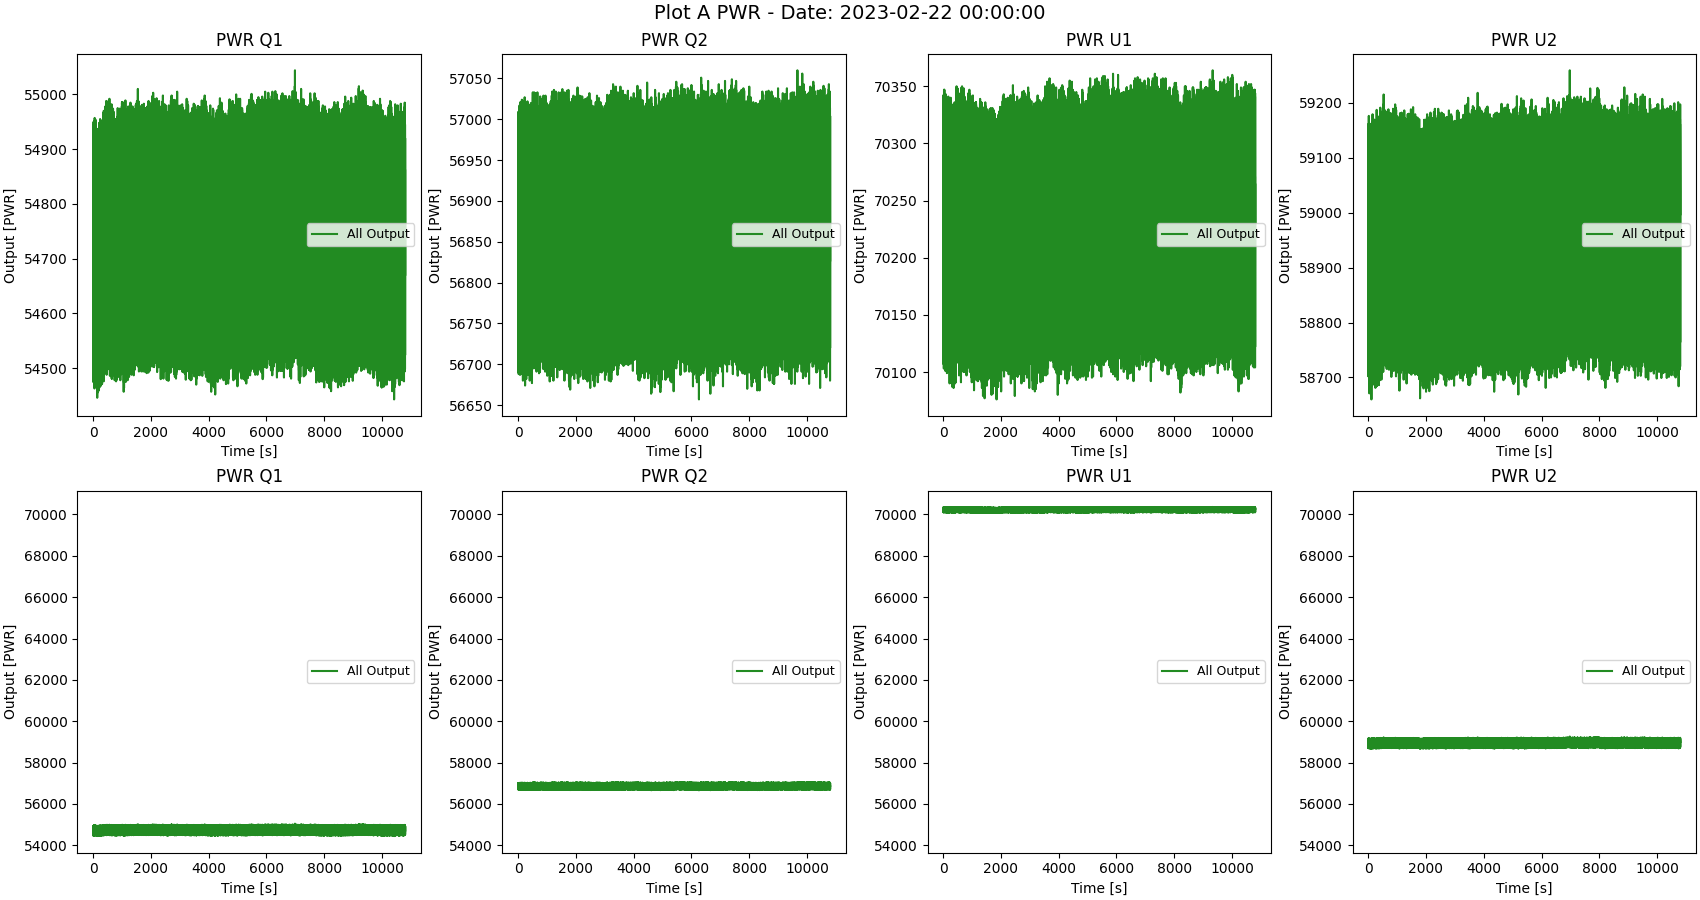 Plot A PWR - Date: 2023-02-22 00:00:00
PWR Q1
Output [PWR]
55000
54900
54800
54700
54600
54500
All Output
0 2000 4000 6000 8000 10000
Time [s]
PWR Q2
Output [PWR]
57050
57000
56950
56900
56850
56800
56750
56700
56650
All Output
0 2000 4000 6000 8000 10000
Time [s]
PWR U1
Output [PWR]
70350
70300
70250
70200
70150
70100
All Output
0 2000 4000 6000 8000 10000
Time [s]
PWR U2
Output [PWR]
59200
59100
59000
58900
58800
58700
All Output
0 2000 4000 6000 8000 10000
Time [s]
PWR Q1
Output [PWR]
70000
68000
66000
64000
62000
60000
58000
56000
54000
All Output
0 2000 4000 6000 8000 10000
Time [s]
PWR Q2
Output [PWR]
70000
68000
66000
64000
62000
60000
58000
56000
54000
All Output
0 2000 4000 6000 8000 10000
Time [s]
PWR U1
Output [PWR]
70000
68000
66000
64000
62000
60000
58000
56000
54000
All Output
0 2000 4000 6000 8000 10000
Time [s]
PWR U2
Output [PWR]
70000
68000
66000
64000
62000
60000
58000
56000
54000
All Output
0 2000 4000 6000 8000 10000
Time [s]